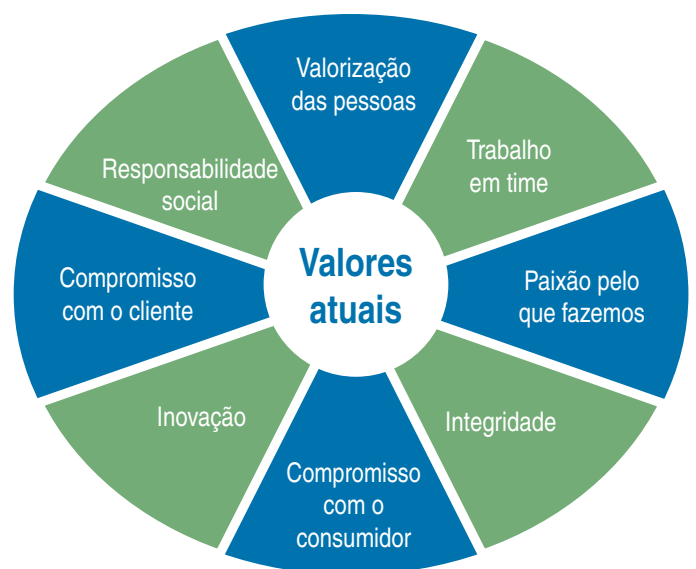 Valorização
das pessoas
Trabalho
em time
Responsabilidade
social
Valores
atuais
Compromisso
com o cliente
Paixão pelo
que fazemos
Inovação
Integridade
Compromisso
com o
consumidor